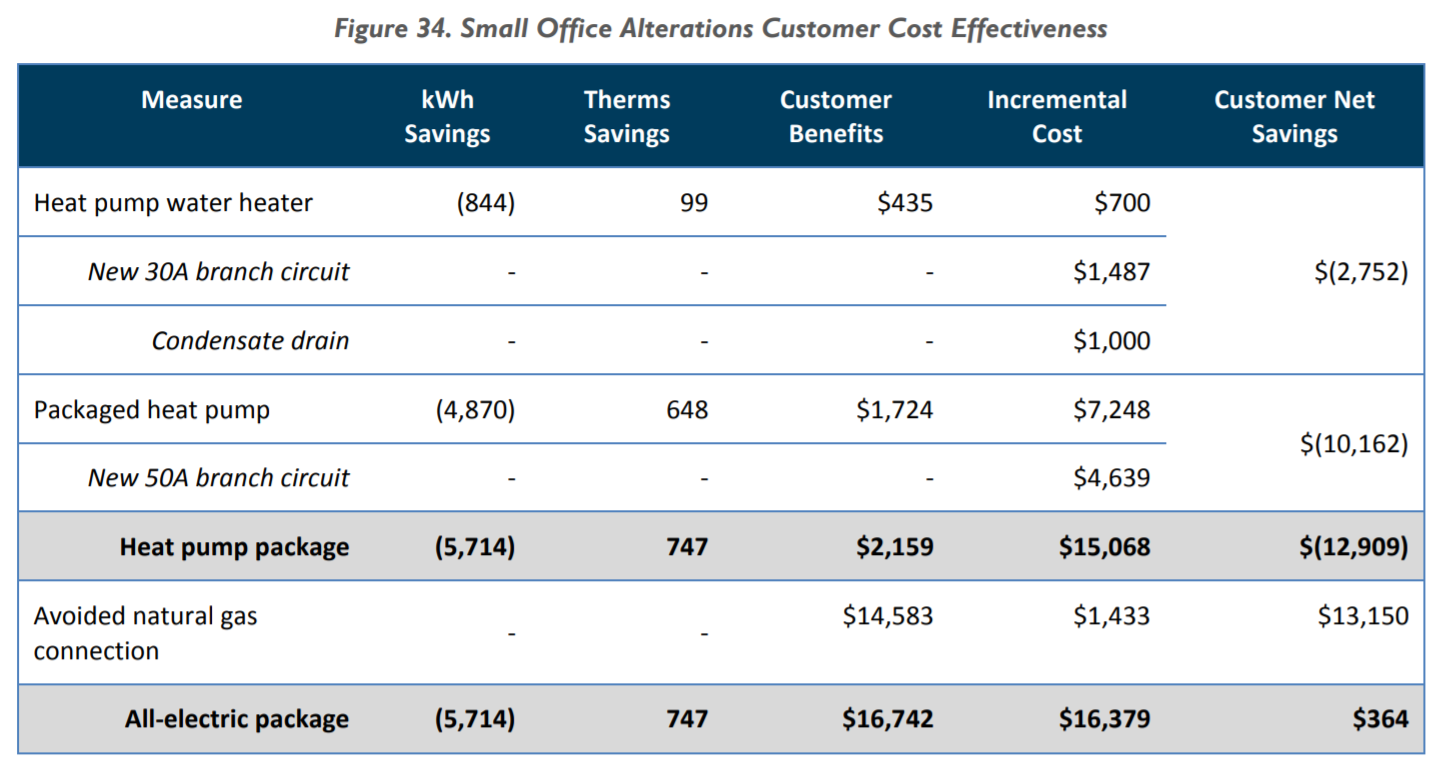 Figure 34. Small Office Alterations Customer Cost Effectiveness
Measure kWh Savings Therms Savings Customer Benefits Incremental Cost Customer Net Savings
Heat pump water heater (844) 99 $435 $700
New 30A branch circuit - - - $1,487 $(2,752)
Condensate drain - - - $1,000
Packaged heat pump (4,870) 648 $1,724 $7,248
$(10,162)
New 50A branch circuit - - - $4,639
Heat pump package (5,714) 747 $2,159 $15,068 $(12,909)
Avoided natural gas connection - - $14,583 $1,433 $13,150
All-electric package (5,714) 747 $16,742 $16,379 $364